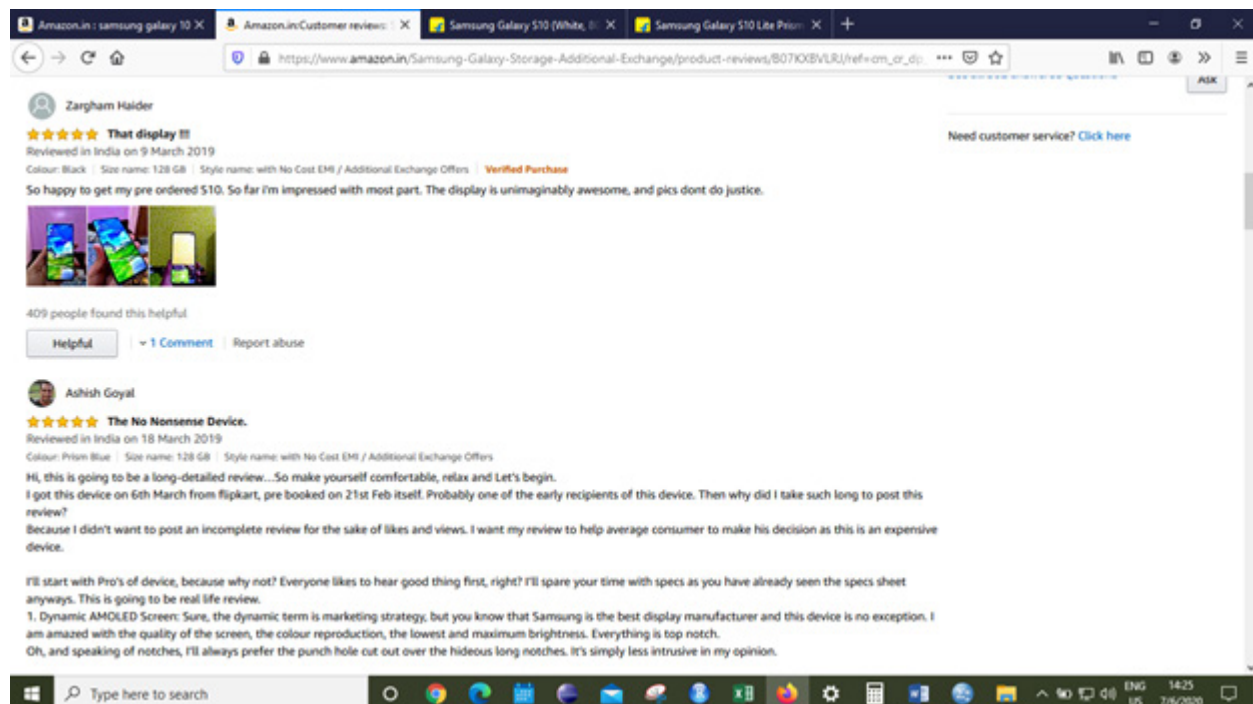 Amazon.in : samsung galaxy 10
Amazon.in:Customer reviews:
Samsung Galaxy S10 (White,
Samsung Galaxy S10 Lite Prism
https://www.amazon.in/Samsung-Galaxy-Storage-Additional-Exchange/product-reviews/B07KXBVLRJ/ref=cm_cr_dp
Ask
Zargham Haider
That display !!!
Need customer service? Click here
Reviewed in India on 9 March 2019
Colour: Black | Size name: 128 GB | Style name: with No Cost EMI / Additional Exchange Offers | Verified Purchase
So happy to get my pre ordered S10. So far i'm impressed with most part. The display is unimaginably awesome, and pics dont do justice.
409 people found this helpful
Helpful | 1 Comment | Report abuse
Ashish Goyal
The No Nonsense Device.
Reviewed in India on 18 March 2019
Colour: Prism Blue | Size name: 128 GB | Style name: with No Cost EMI / Additional Exchange Offers
Hi, this is going to be a long-detailed review...So make yourself comfortable, relax and Let's begin.
I got this device on 6th March from flipkart, pre booked on 21st Feb itself. Probably one of the early recipients of this device. Then why did I take such long to post this
review?
Because I didn't want to post an incomplete review for the sake of likes and views. I want my review to help average consumer to make his decision as this is an expensive
device.
I'll start with Pro's of device, because why not? Everyone likes to hear good thing first, right? I'll spare your time with specs as you have already seen the specs sheet
anyways. This is going to be real life review.
1. Dynamic AMOLED Screen: Sure, the dynamic term is marketing strategy, but you know that Samsung is the best display manufacturer and this device is no exception. I
am amazed with the quality of the screen, the colour reproduction, the lowest and maximum brightness. Everything is top notch.
Oh, and speaking of notches, I'll always prefer the punch hole cut out over the hideous long notches. It's simply less intrusive in my opinion.
Type here to search
ENG
US
14:25
7/6/2020